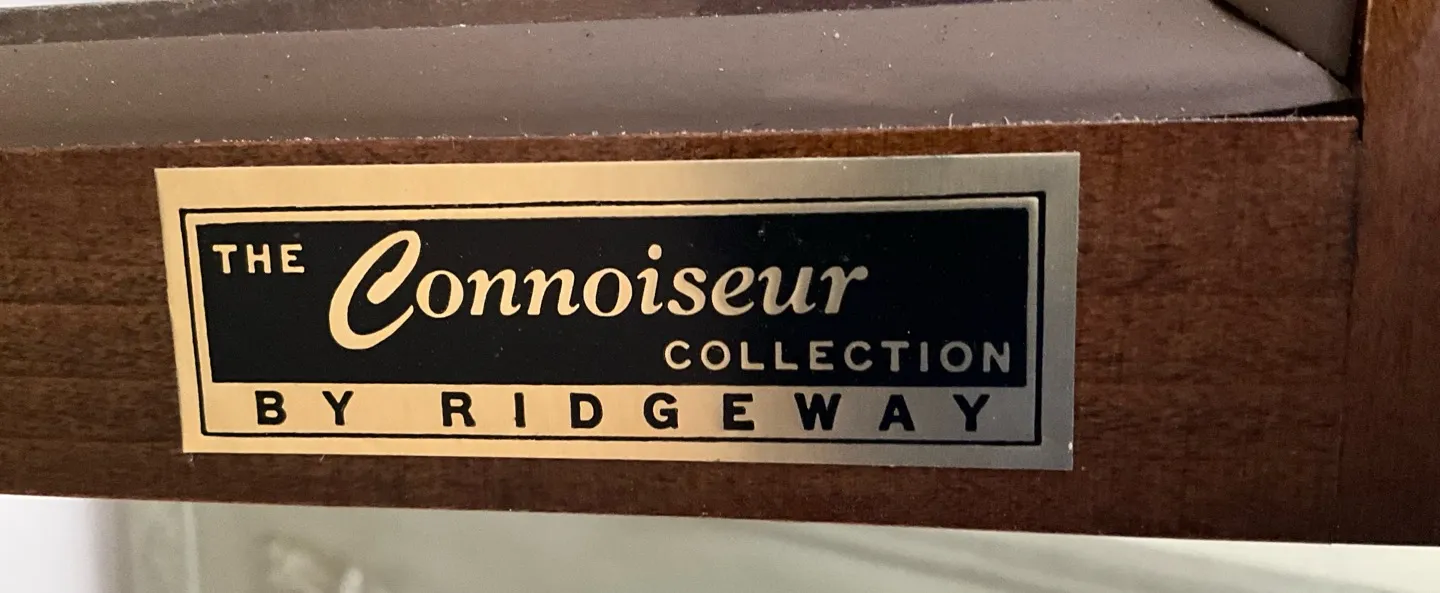 THE Connoiseur
COLLECTION
BY RIDGEWAY